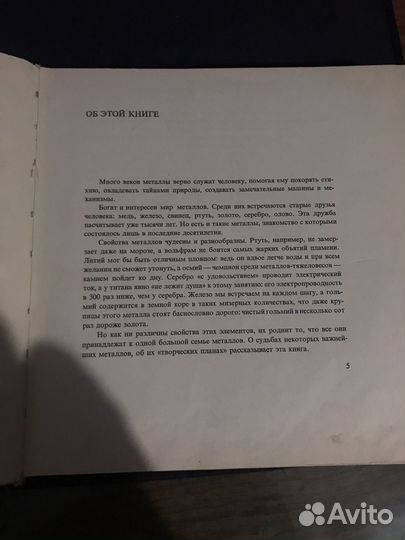 ОБ ЭТОЙ КНИГЕ
Много веков металлы верно служат человеку, помогая ему покорять сти-
хию, овладевать тайнами природы, создавать замечательные машины и ме-
ханизмы.
Богат и интересен мир металлов. Среди них встречаются старые друзья
человека: медь, железо, свинец, ртуть, золото, серебро, олово. Эта дружба
насчитывает уже тысячи лет. Но есть и такие металлы, знакомство с которыми
состоялось лишь в последние десятилетия.
Свойства металлов чудесны и разнообразны. Ртуть, например, не замер-
зает даже на морозе, а вольфрам не боится самых жарких объятий пламени.
Литий мог бы быть отличным пловцом: ведь он вдвое легче воды и при всем
желании не сможет утонуть, а осмий — чемпион среди металлов-тяжеловесов —
камнем пойдет ко дну. Серебро «с удовольствием» проводит электрический
ток, а у титана явно «не лежит душа» к этому занятию: его электропроводность
в 300 раз ниже, чем у серебра. Железо мы встречаем на каждом шагу, а голь-
мий содержится в земной коре в таких мизерных количествах, что даже кру-
пицы этого металла стоят баснословно дорого: чистый гольмий в несколько сот
раз дороже золота.
Но как ни различны свойства этих элементов, их роднит то, что все они
принадлежат к одной большой семье металлов. О судьбах некоторых важней-
ших металлов, об их «творческих планах» рассказывает эта книга.
5
Avito